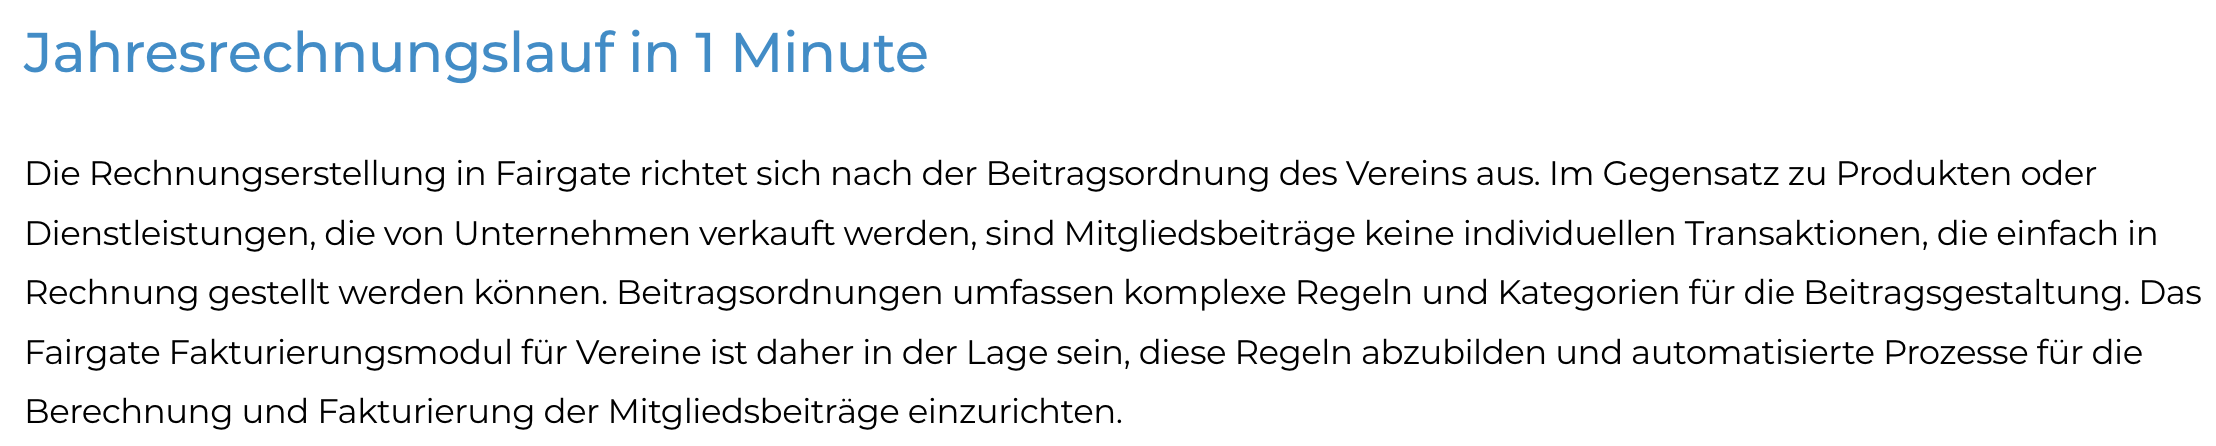 Jahresrechnungslauf in 1 Minute
Die Rechnungserstellung in Fairgate richtet sich nach der Beitragsordnung des Vereins aus. Im Gegensatz zu Produkten oder
Dienstleistungen, die von Unternehmen verkauft werden, sind Mitgliedsbeiträge keine individuellen Transaktionen, die einfach in
Rechnung gestellt werden können. Beitragsordnungen umfassen komplexe Regeln und Kategorien für die Beitragsgestaltung. Das
Fairgate Fakturierungsmodul für Vereine ist daher in der Lage sein, diese Regeln abzubilden und automatisierte Prozesse für die
Berechnung und Fakturierung der Mitgliedsbeiträge einzurichten.